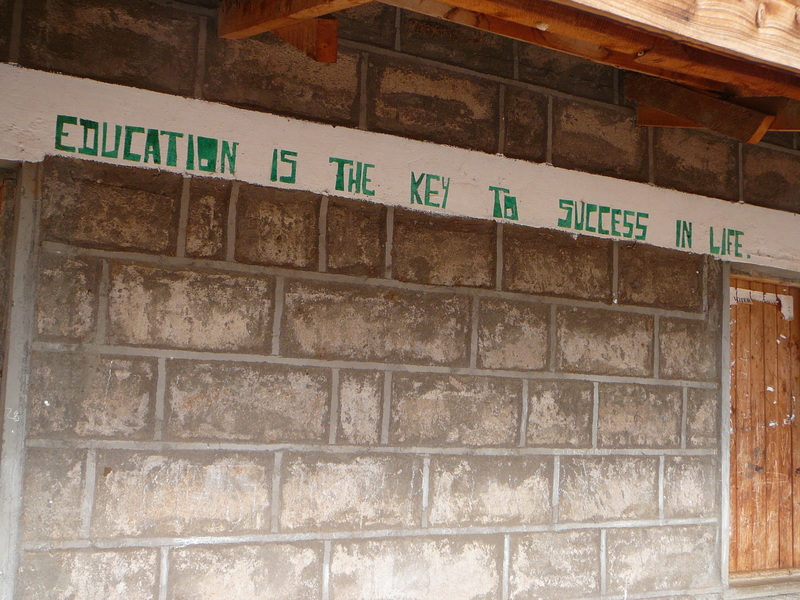 EDUCATION IS THE KEY TO SUCCESS IN LIFE.